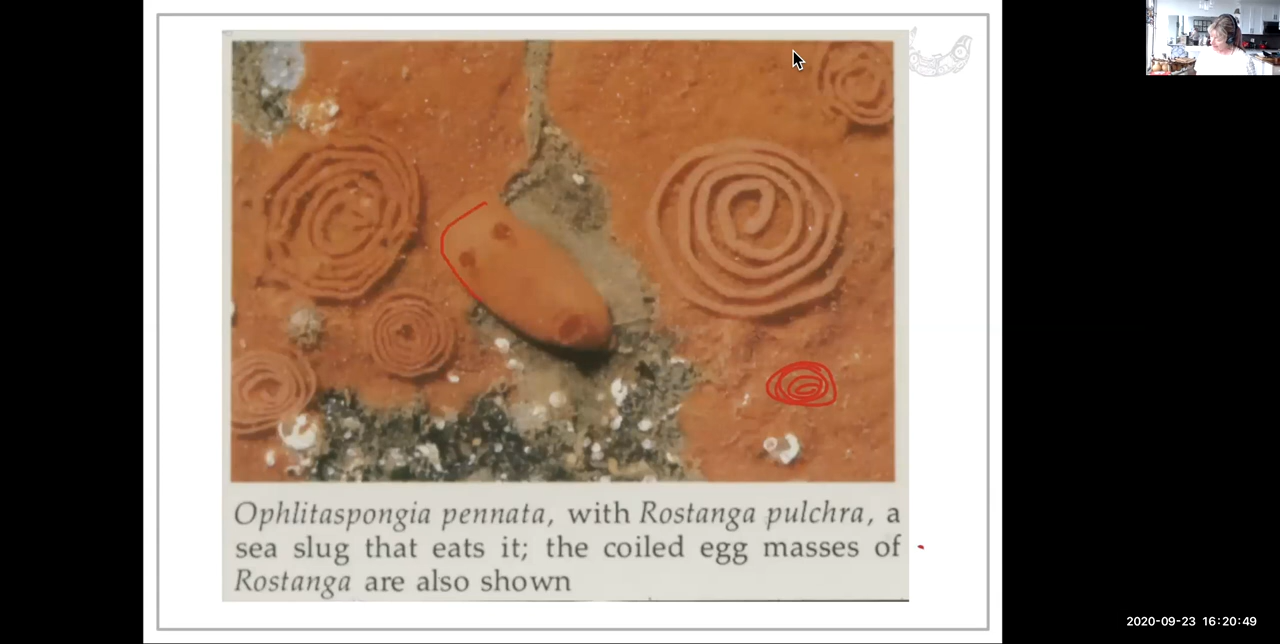 Ophlitaspongia pennata, with Rostanga pulchra, a
sea slug that eats it; the coiled egg masses of
Rostanga are also shown
2020-09-23 16:20:49